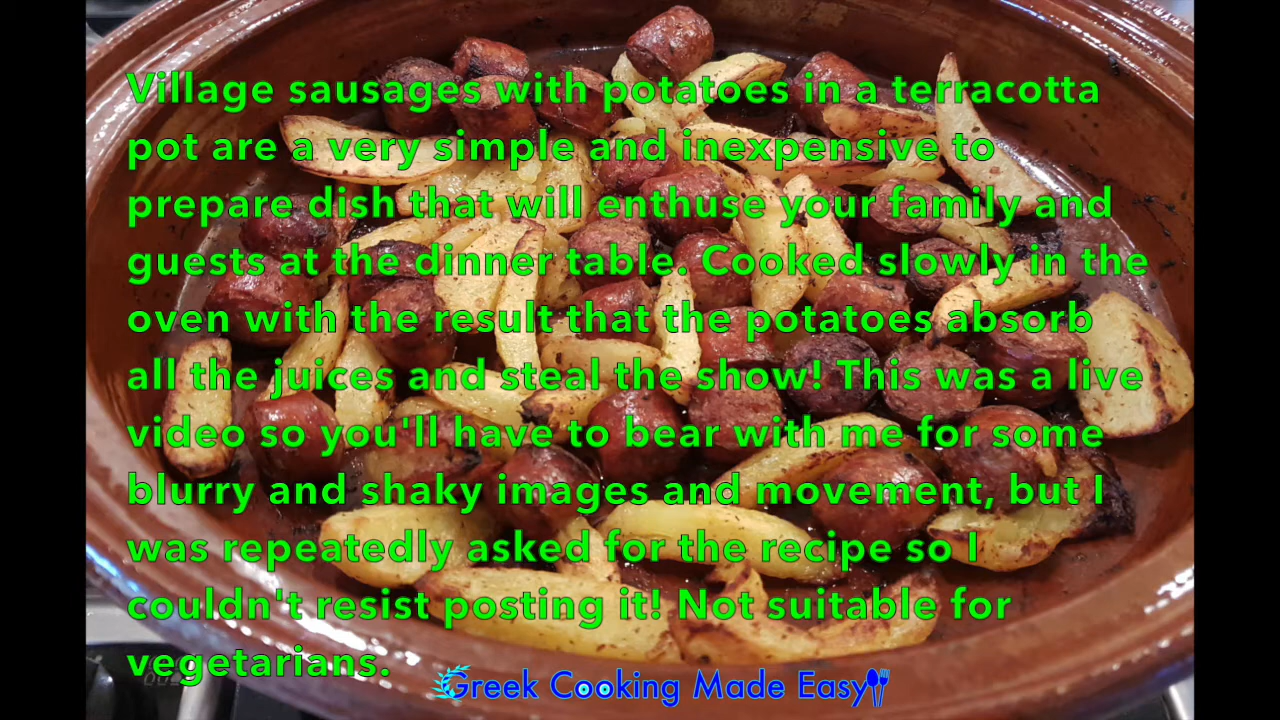 Village sausages with potatoes in a terracotta
pot are a very simple and inexpensive to
prepare dish that will enthuse your family and
guests at the dinner table. Cooked slowly in the
oven with the result that the potatoes absorb
all the juices and steal the show! This was a live
video so you'll have to bear with me for some
blurry and shaky images and movement, but I
was repeatedly asked for the recipe so I
couldn't resist posting it! Not suitable for
vegetarians.
Greek Cooking Made Easy